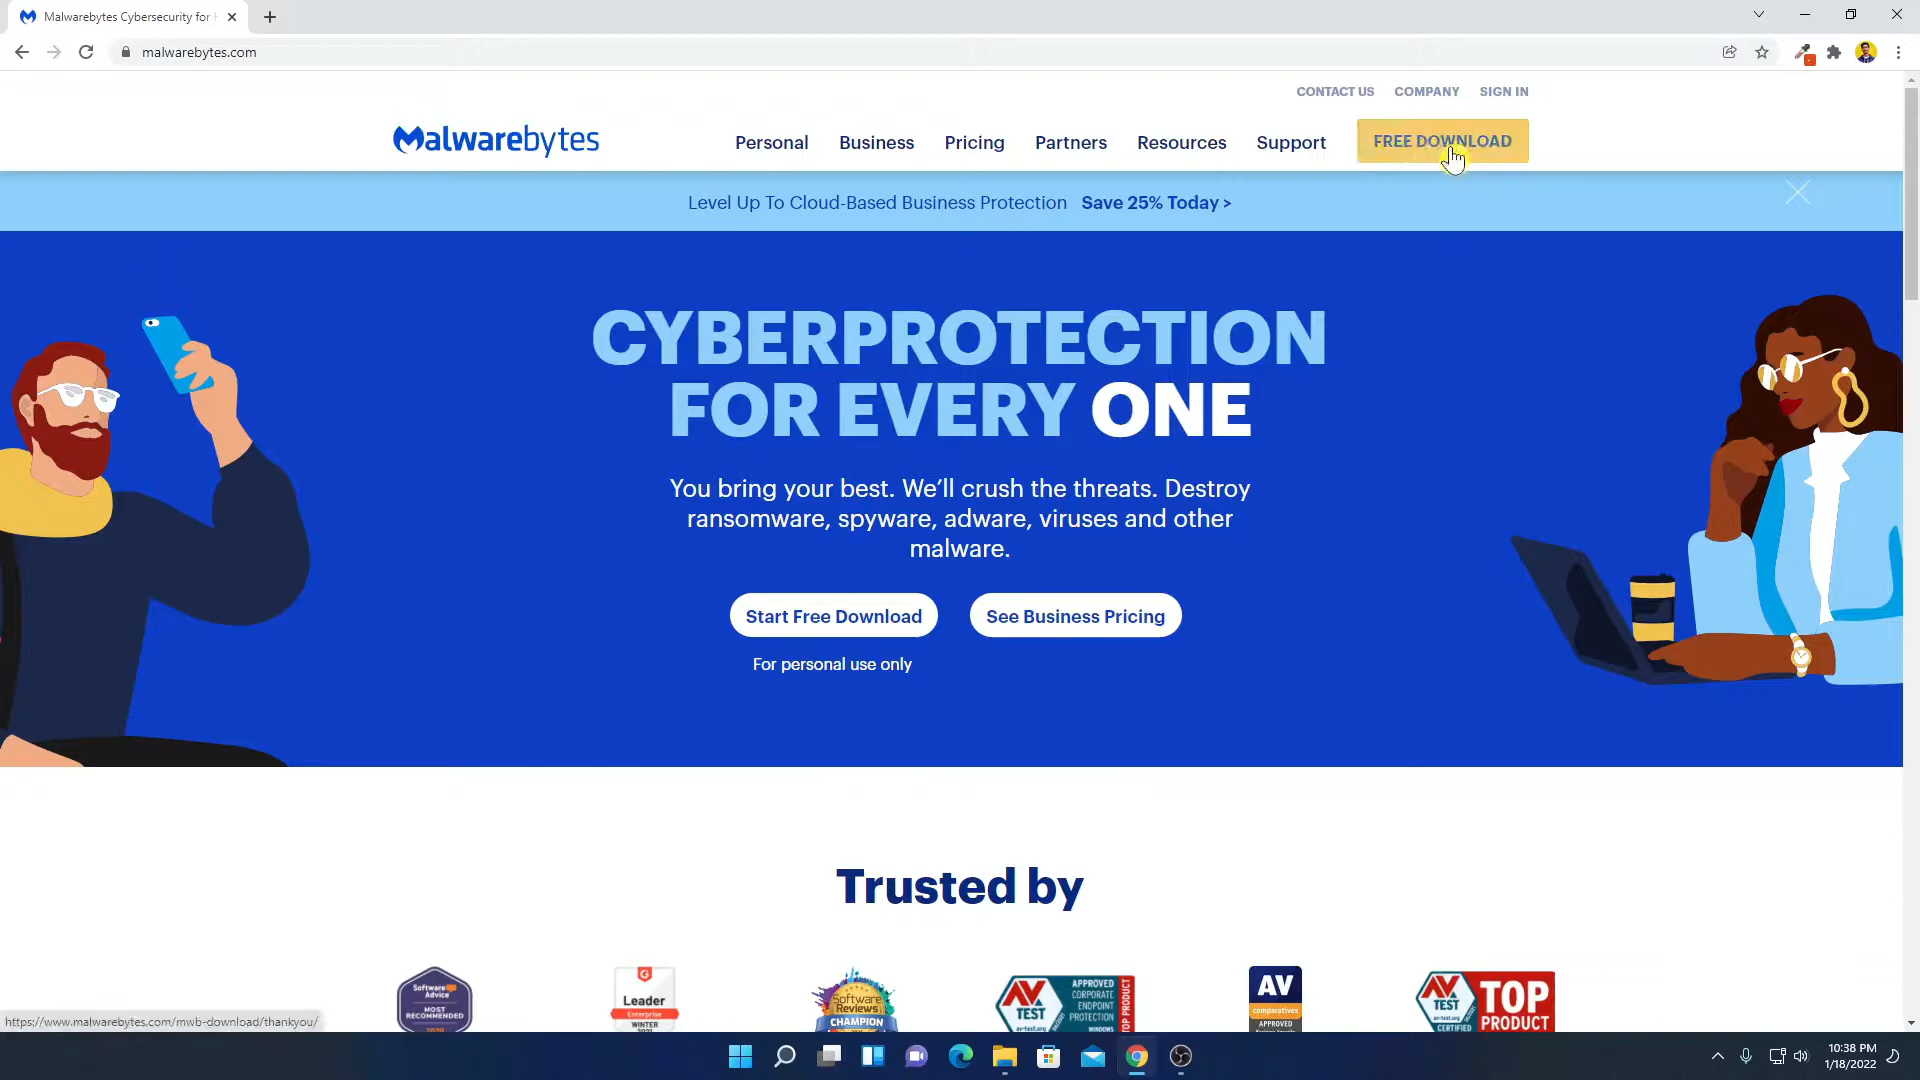 Malwarebytes Cybersecurity for
malwarebytes.com
CONTACT US COMPANY SIGN IN
Malwarebytes
Personal Business Pricing Partners Resources Support FREE DOWNLOAD
Level Up To Cloud-Based Business Protection Save 25% Today >
CYBERPROTECTION
FOR EVERY ONE
You bring your best. We’ll crush the threats. Destroy
ransomware, spyware, adware, viruses and other
malware.
Start Free Download See Business Pricing
For personal use only
Trusted by
Software Advice
MOST
RECOMMENDED
Leader
Enterprise
WINTER
Software
Reviews
CHAMPION
AV
TEST
av-test.org
APPROVED
CORPORATE
ENDPOINT
PROTECTION
WINDOWS
TOP PRODUCT
AV
comparatives
APPROVED
AV
TEST
av-test.org
CERTIFIED
TOP
PRODUCT
https://www.malwarebytes.com/mwb-download/thankyou/
10:38 PM
1/18/2022